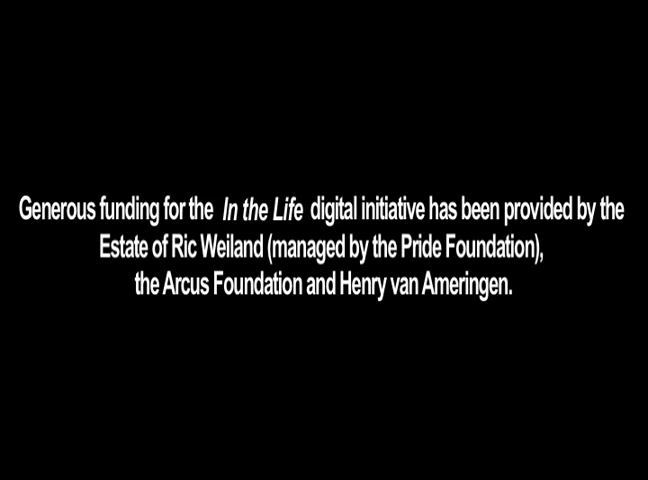 Generous funding for the In the Life digital initiative has been provided by the
Estate of Ric Weiland (managed by the Pride Foundation),
the Arcus Foundation and Henry van Ameringen.